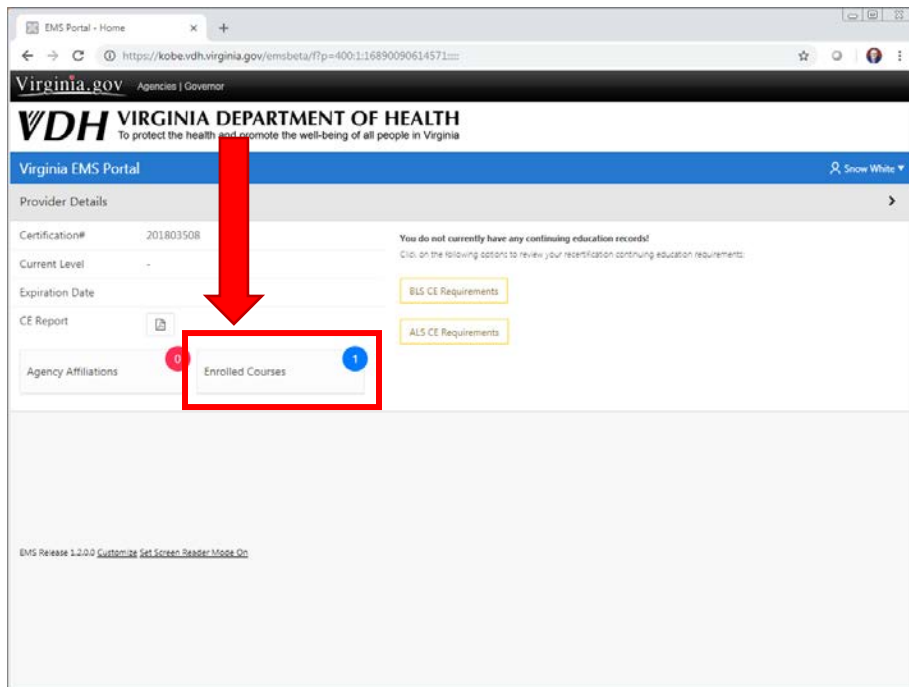 EMS Portal - Home
https://kobe.vdh.virginia.gov/emsbeta/f?p=400:1:16890090614571:::::
Virginia.gov Agencies | Governor
VDH VIRGINIA DEPARTMENT OF HEALTH
To protect the health and promote the well-being of all people in Virginia
Virginia EMS Portal Snow White
Provider Details
Certification# 201803508
You do not currently have any continuing education records!
Click on the following options to review your recertification continuing education requirements:
Current Level -
Expiration Date
BLS CE Requirements
CE Report
ALS CE Requirements
Agency Affiliations 0
Enrolled Courses 1
EMS Release 1.2.0.0 Customize Set Screen Reader Mode On